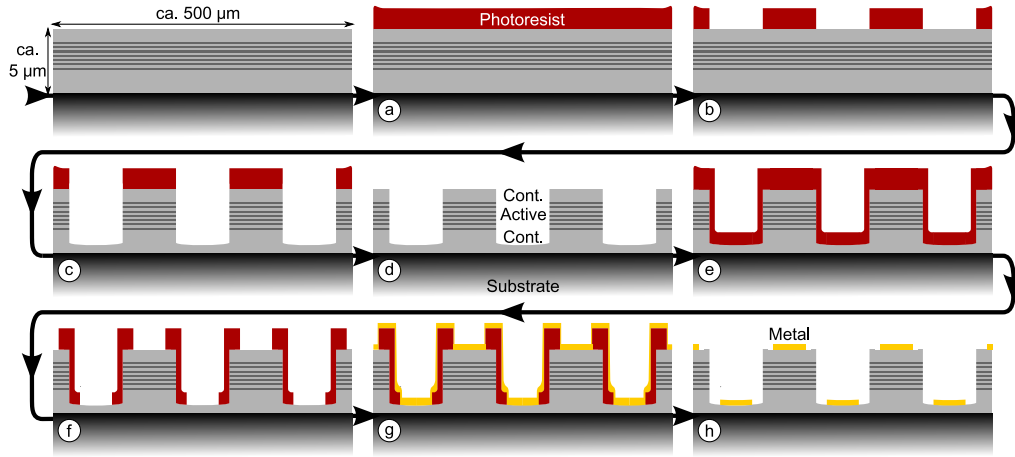 ca. 500 µm
ca.
5 µm
Photoresist
a
b
c
Cont.
Active
Cont.
d
e
Substrate
f
g
Metal
h